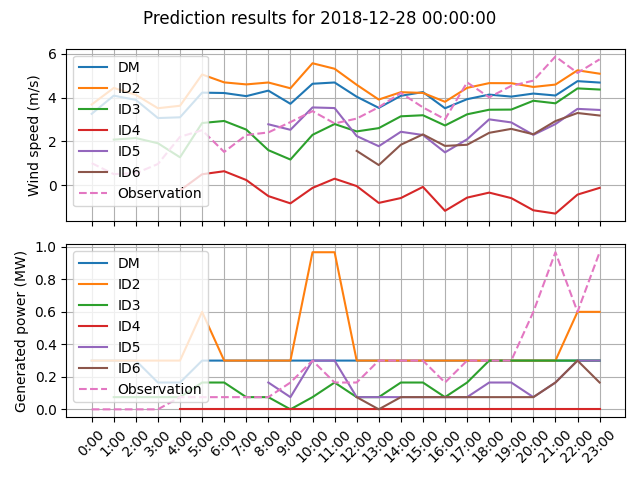 Prediction results for 2018-12-28 00:00:00
Wind speed (m/s)
6
4
2
0
DM
ID2
ID3
ID4
ID5
ID6
Observation
Generated power (MW)
1.0
0.8
0.6
0.4
0.2
0.0
DM
ID2
ID3
ID4
ID5
ID6
Observation
0:00 1:00 2:00 3:00 4:00 5:00 6:00 7:00 8:00 9:00 10:00 11:00 12:00 13:00 14:00 15:00 16:00 17:00 18:00 19:00 20:00 21:00 22:00 23:00